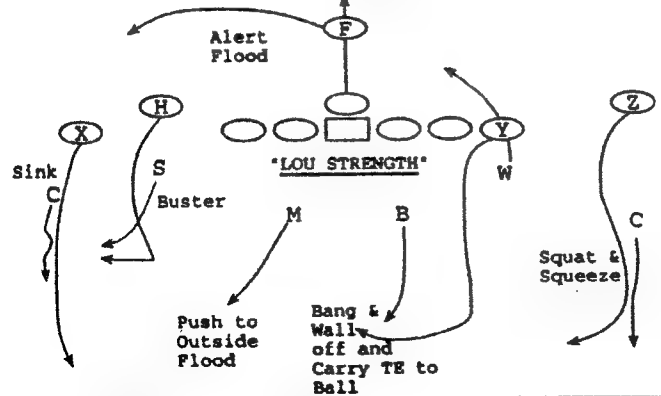 F
Alert
Flood
H
Z
X
Y
"LOU STRENGTH"
Sink
C
S
W
Buster
M
B
C
Squat &
Squeeze
Push to
Outside
Flood
Bang &
Wall
off and
Carry TE to
Ball